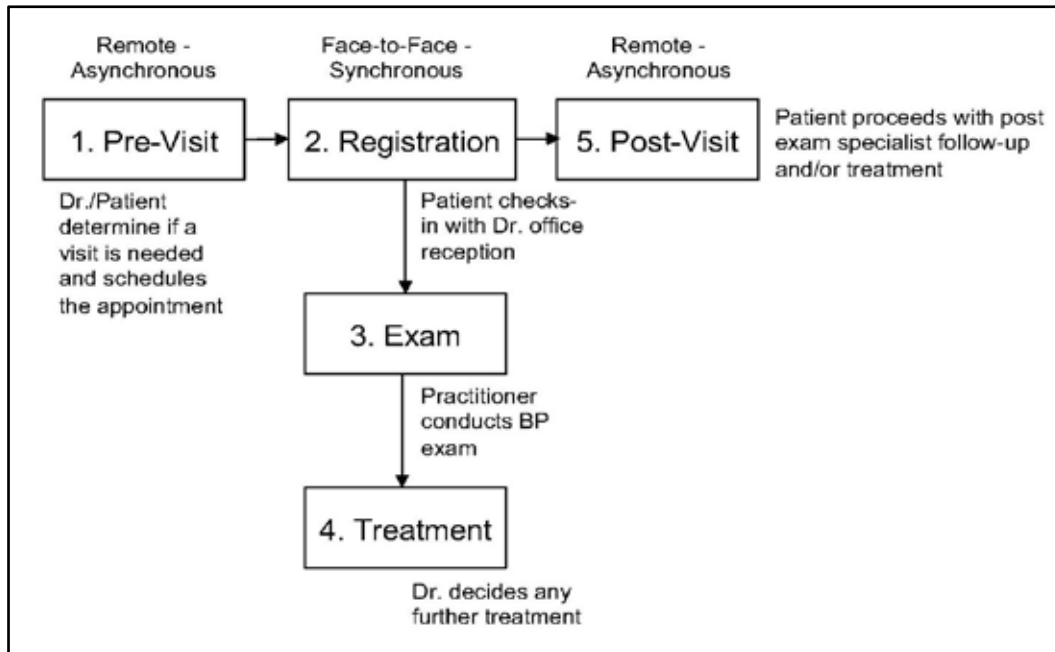 Remote -
Asynchronous
Face-to-Face -
Synchronous
Remote -
Asynchronous
1. Pre-Visit
2. Registration
5. Post-Visit
Patient proceeds with post
exam specialist follow-up
and/or treatment
Dr./Patient
determine if a
visit is needed
and schedules
the appointment
Patient checks-
in with Dr. office
reception
3. Exam
Practitioner
conducts BP
exam
4. Treatment
Dr. decides any
further treatment